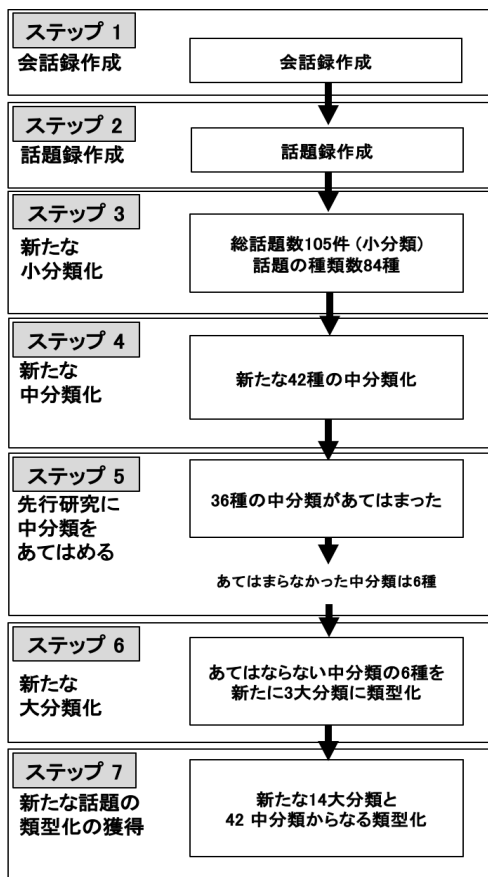 ステップ 1
会話録作成
会話録作成
ステップ 2
話題録作成
話題録作成
ステップ 3
新たな
小分類化
総話題数105件（小分類）
話題の種類数84種
ステップ 4
新たな
中分類化
新たな42種の中分類化
ステップ 5
先行研究に
中分類を
あてはめる
36種の中分類があてはまった
あてはまらなかった中分類は6種
ステップ 6
新たな
大分類化
あてはならない中分類の6種を
新たに3大分類に類型化
ステップ 7
新たな話題の
類型化の獲得
新たな14大分類と
42 中分類からなる類型化